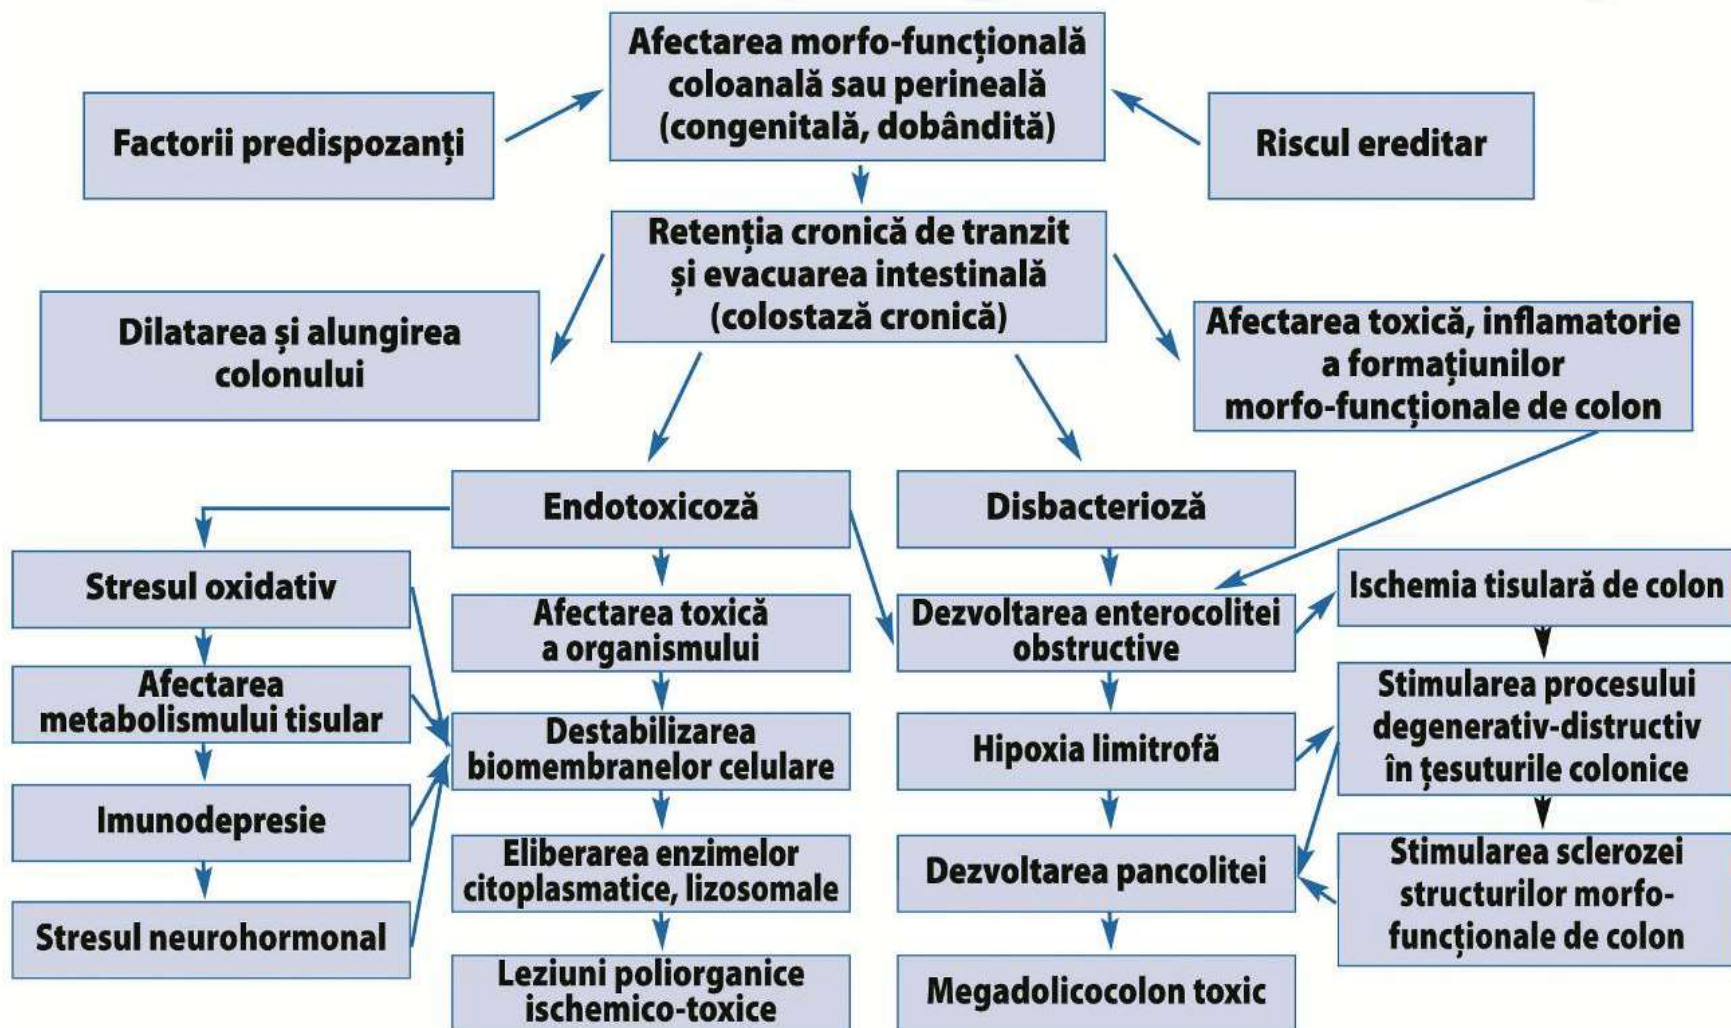 Afectarea morfo-funcțională
coloanală sau perineală
(congenitală, dobândită)
Factorii predispozanți
Riscul ereditar
Retenția cronică de tranzit
și evacuarea intestinală
(colostază cronică)
Dilatarea și alungirea
colonului
Afectarea toxică, inflamatorie
a formațiunilor
morfo-funcționale de colon
Endotoxicoză
Disbacterioză
Stresul oxidativ
Afectarea toxică
a organismului
Dezvoltarea enterocolitei
obstructive
Ischemia tisulară de colon
Afectarea
metabolismului tisular
Destabilizarea
biomembranelor celulare
Hipoxia limitrofă
Stimularea procesului
degenerativ-distructiv
în țesuturile colonice
Imunodepresie
Eliberarea enzimelor
citoplasmatice, lizosomale
Dezvoltarea pancolitei
Stimularea sclerozei
structurilor morfo-
funcționale de colon
Stresul neurohormonal
Leziuni poliorganice
ischemico-toxice
Megadolicocolon toxic